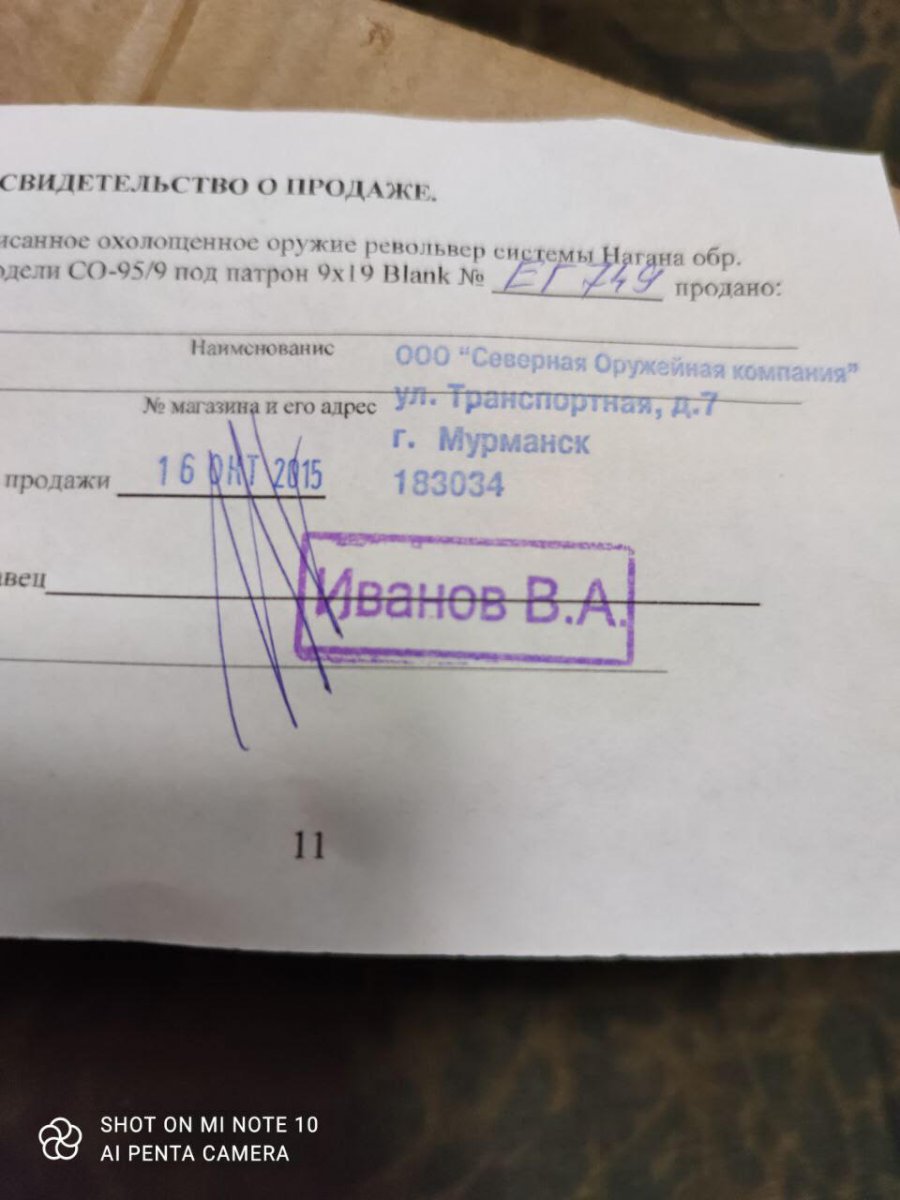 СВИДЕТЕЛЬСТВО О ПРОДАЖЕ.
исанное охолощенное оружие револьвер системы Нагана обр.
одели СО-95/9 под патрон 9х19 Blank № ЕГ 749 продано:
Наименование
ООО "Северная Оружейная компания"
№ магазина и его адрес
ул. Транспортная, д.7
г. Мурманск
продажи 16 ОКТ 2015
183034
авец
Иванов В.А.
11
SHOT ON MI NOTE 10
AI PENTA CAMERA